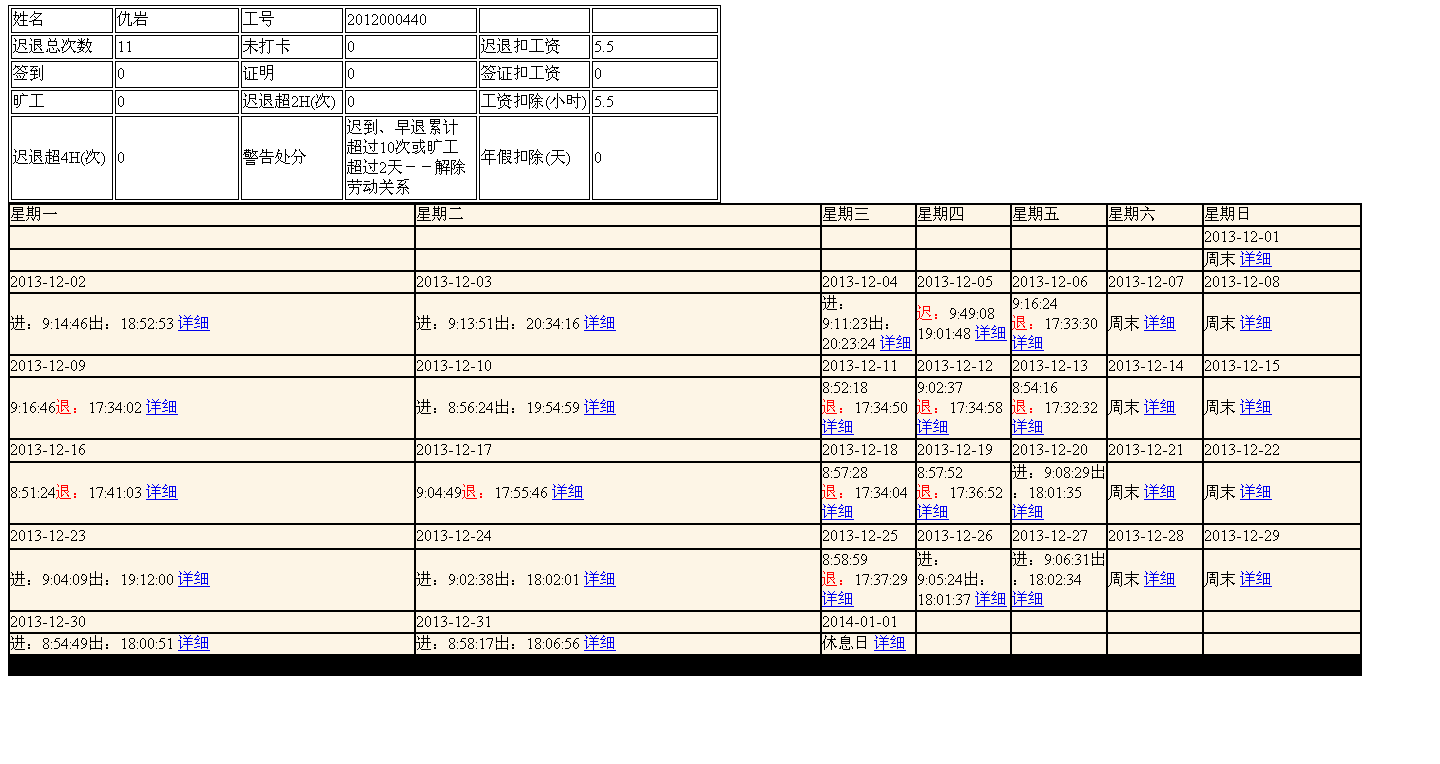 姓名 仇岩 工号 2012000440
迟退总次数 11 未打卡 0 迟退扣工资 5.5
签到 0 证明 0 签证扣工资 0
旷工 0 迟退超2H(次) 0 工资扣除(小时) 5.5
迟退超4H(次) 0 警告处分 迟到、早退累计
超过10次或旷工
超过2天－－解除
劳动关系 年假扣除(天) 0
星期一 星期二 星期三 星期四 星期五 星期六 星期日
2013-12-01
周末 详细
2013-12-02 2013-12-03 2013-12-04 2013-12-05 2013-12-06 2013-12-07 2013-12-08
进：9:14:46出：18:52:53 详细 进：9:13:51出：20:34:16 详细 进：
9:11:23出：
20:23:24 详细 迟：9:49:08
19:01:48 详细 9:16:24
退：17:33:30
详细 周末 详细 周末 详细
2013-12-09 2013-12-10 2013-12-11 2013-12-12 2013-12-13 2013-12-14 2013-12-15
9:16:46退：17:34:02 详细 进：8:56:24出：19:54:59 详细 8:52:18
退：17:34:50
详细 9:02:37
退：17:34:58
详细 8:54:16
退：17:32:32
详细 周末 详细 周末 详细
2013-12-16 2013-12-17 2013-12-18 2013-12-19 2013-12-20 2013-12-21 2013-12-22
8:51:24退：17:41:03 详细 9:04:49退：17:55:46 详细 8:57:28
退：17:34:04
详细 8:57:52
退：17:36:52
详细 进：9:08:29出
：18:01:35
详细 周末 详细 周末 详细
2013-12-23 2013-12-24 2013-12-25 2013-12-26 2013-12-27 2013-12-28 2013-12-29
进：9:04:09出：19:12:00 详细 进：9:02:38出：18:02:01 详细 8:58:59
退：17:37:29
详细 进：
9:05:24出：
18:01:37 详细 进：9:06:31出
：18:02:34
详细 周末 详细 周末 详细
2013-12-30 2013-12-31 2014-01-01
进：8:54:49出：18:00:51 详细 进：8:58:17出：18:06:56 详细 休息日 详细